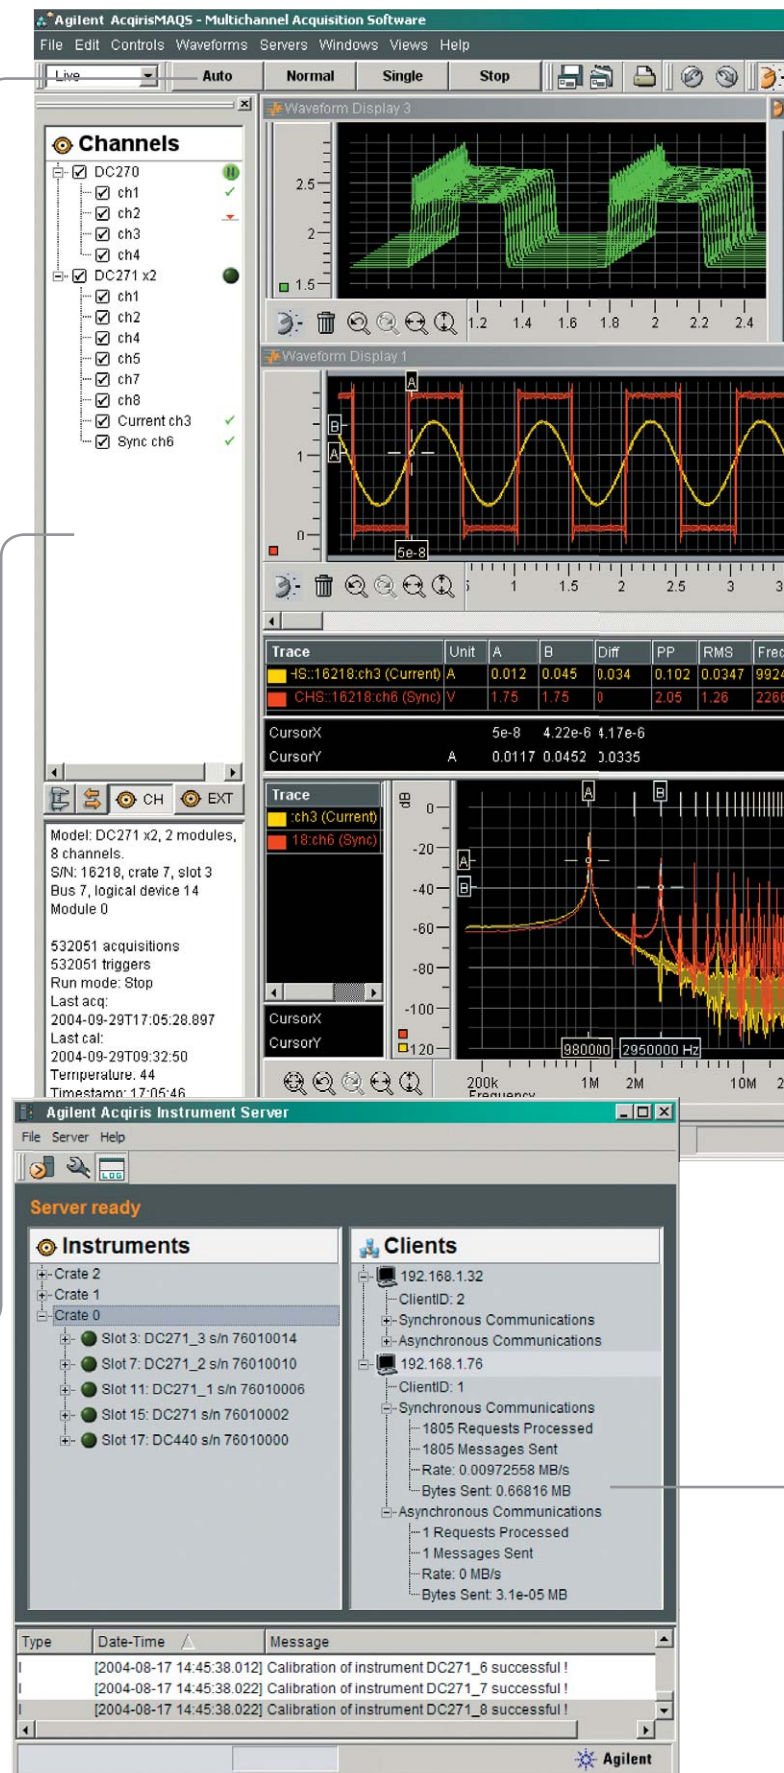 Agilent AcqirisMAQS - Multichannel Acquisition Software
File Edit Controls Waveforms Servers Windows Views Help
Live Auto Normal Single Stop
Waveform Display 3
Channels
DC270
ch1
ch2
ch3
ch4
DC271 x2
ch1
ch2
ch4
ch5
ch7
ch8
Current ch3
Sync ch6
2.5
2
1.5
1.2 1.4 1.6 1.8 2 2.2 2.4
Waveform Display 1
A
B
A
1
0
5e-8
1 1.5 2 2.5 3
Trace Unit A B Diff PP RMS
HS::16218:ch3 (Current) A 0.012 0.045 0.034 0.102 0.0347 9924
CHS::16218:ch6 (Sync) V 1.75 1.75 0 2.05 1.26 2266
CursorX 5e-8 4.22e-6 4.17e-6
CursorY A 0.0117 0.0452 0.0335
CH EXT
Trace
:ch3 (Current)
18:ch6 (Sync)
CursorX
CursorY
dB
0
-20
-40
-60
-80
-100
-120
A B
A
B
980000 2950000 Hz
200k 1M 2M 10M
Frequency
Model: DC271 x2, 2 modules,
8 channels.
S/N: 16218, crate 7, slot 3
Bus 7, logical device 14
Module 0
532051 acquisitions
532051 triggers
Run mode: Stop
Last acq:
2004-09-29T17:05:28.897
Last cal:
2004-09-29T09:32:50
Temperature: 44
Timestamp: 17:05:46
Agilent Acqiris Instrument Server
File Server Help
LOG
Server ready
Instruments
Crate 2
Crate 1
Crate 0
Slot 3: DC271_3 s/n 76010014
Slot 7: DC271_2 s/n 76010010
Slot 11: DC271_1 s/n 76010006
Slot 15: DC271 s/n 76010002
Slot 17: DC440 s/n 76010000
Clients
192.168.1.32
ClientID: 2
Synchronous Communications
Asynchronous Communications
192.168.1.76
ClientID: 1
Synchronous Communications
1805 Requests Processed
1805 Messages Sent
Rate: 0.00972558 MB/s
Bytes Sent: 0.66816 MB
Asynchronous Communications
1 Requests Processed
1 Messages Sent
Rate: 0 MB/s
Bytes Sent: 3.1e-05 MB
Type Date-Time Message
I [2004-08-17 14:45:38.012] Calibration of instrument DC271_6 successful !
I [2004-08-17 14:45:38.022] Calibration of instrument DC271_7 successful !
I [2004-08-17 14:45:38.022] Calibration of instrument DC271_8 successful !
Agilent